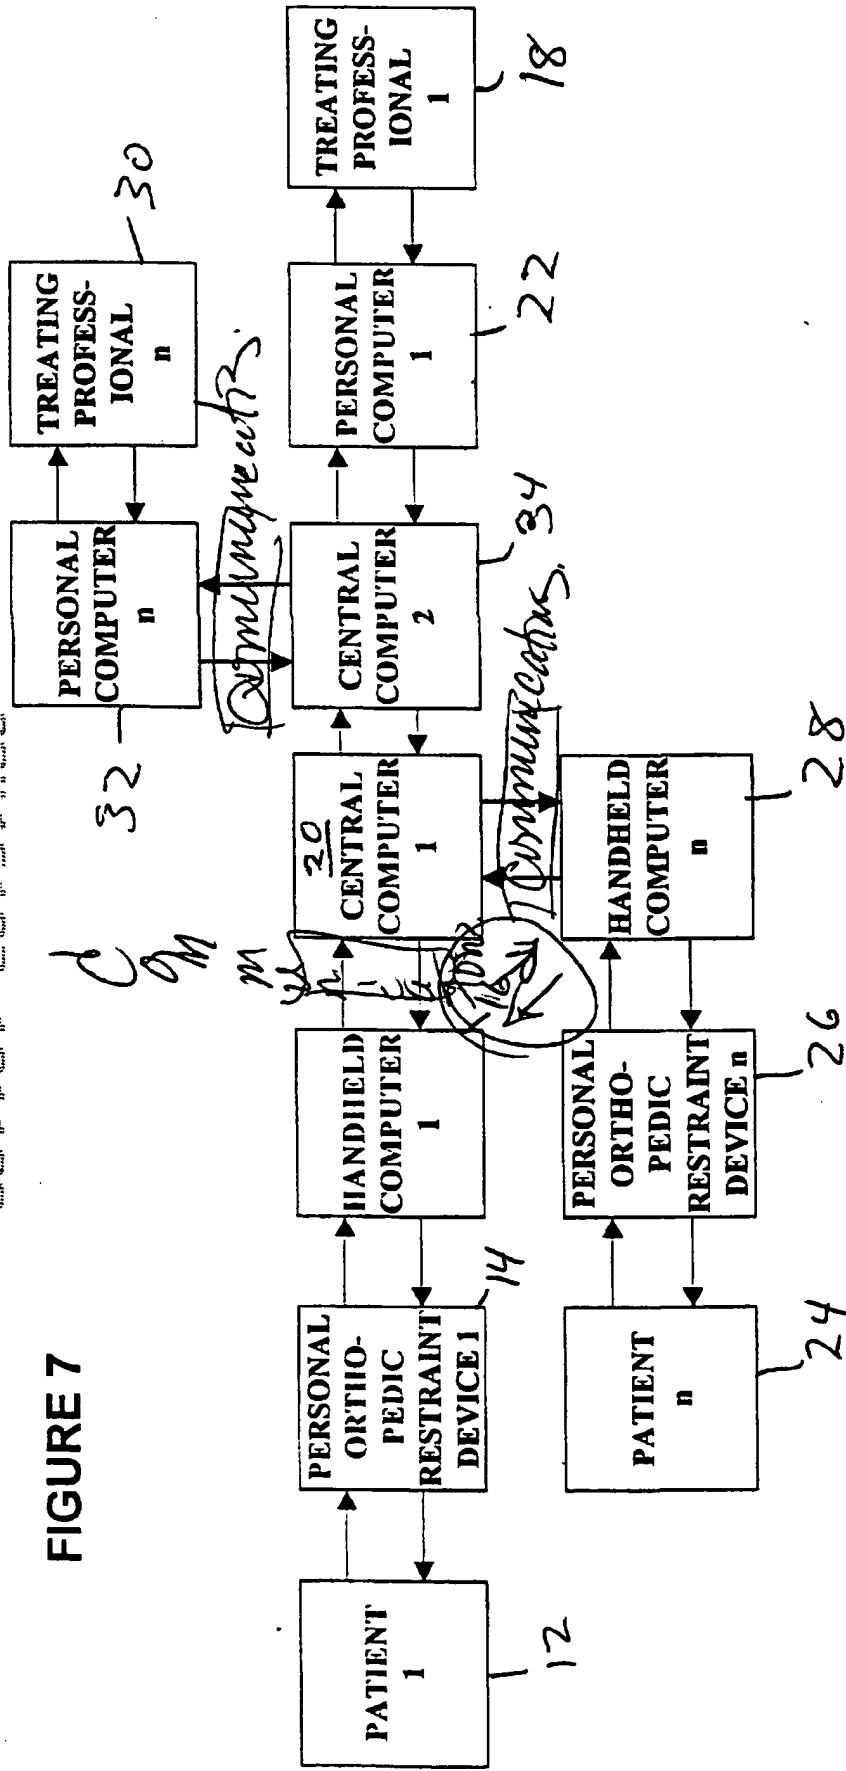 FIGURE 7
PATIENT
1
12
PERSONAL
ORTHO-
PEDIC
RESTRAINT
DEVICE 1
14
HANDHELD
COMPUTER
1
16
20
CENTRAL
COMPUTER
1
CENTRAL
COMPUTER
2
34
PERSONAL
COMPUTER
1
22
TREATING
PROFESS-
IONAL
1
18
PERSONAL
COMPUTER
n
32
TREATING
PROFESS-
IONAL
n
30
Communications
PATIENT
n
24
PERSONAL
ORTHO-
PEDIC
RESTRAINT
DEVICE n
26
HANDHELD
COMPUTER
n
28